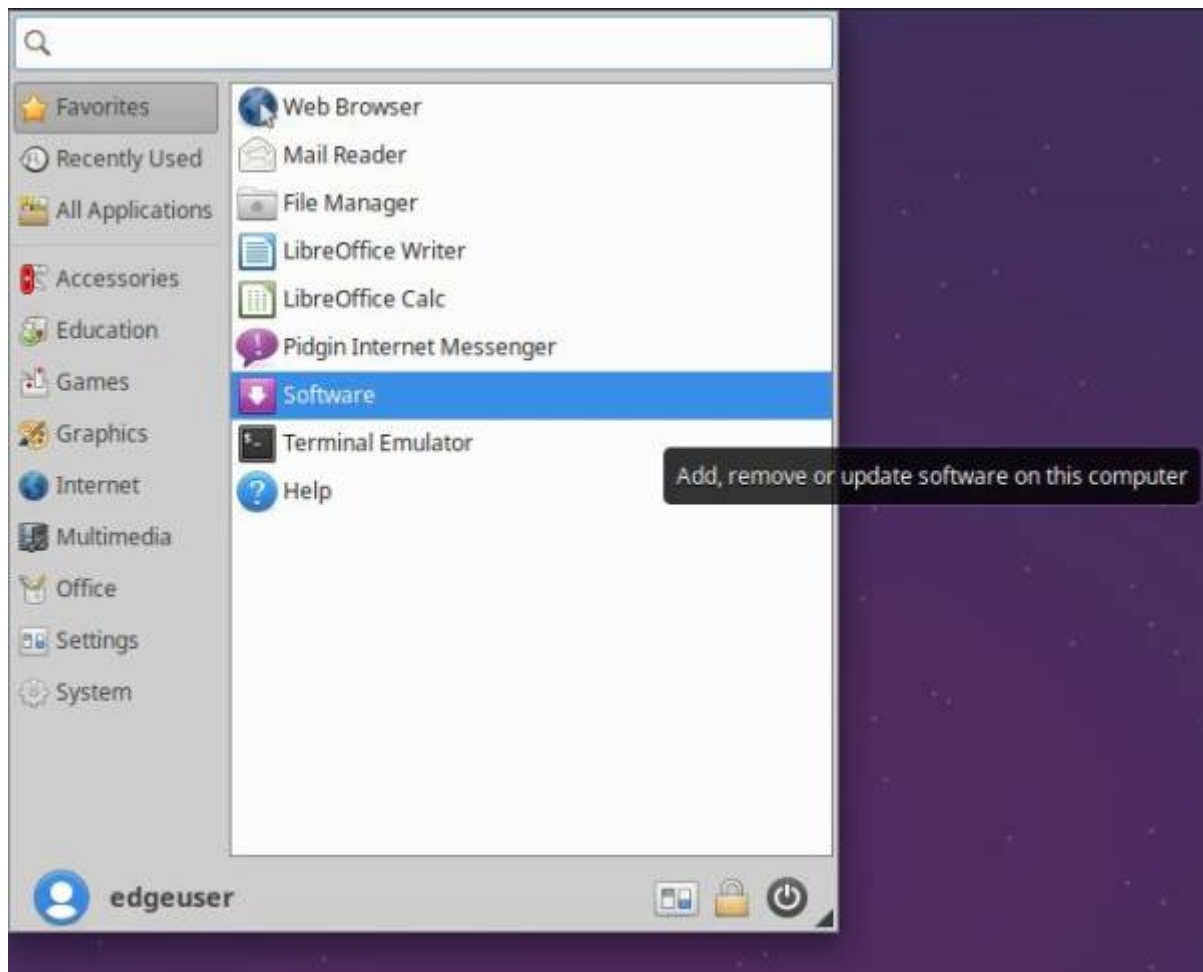 Favorites
Recently Used
All Applications
Accessories
Education
Games
Graphics
Internet
Multimedia
Office
Settings
System
Web Browser
Mail Reader
File Manager
LibreOffice Writer
LibreOffice Calc
Pidgin Internet Messenger
Software
Terminal Emulator
Help
Add, remove or update software on this computer
edgeuser